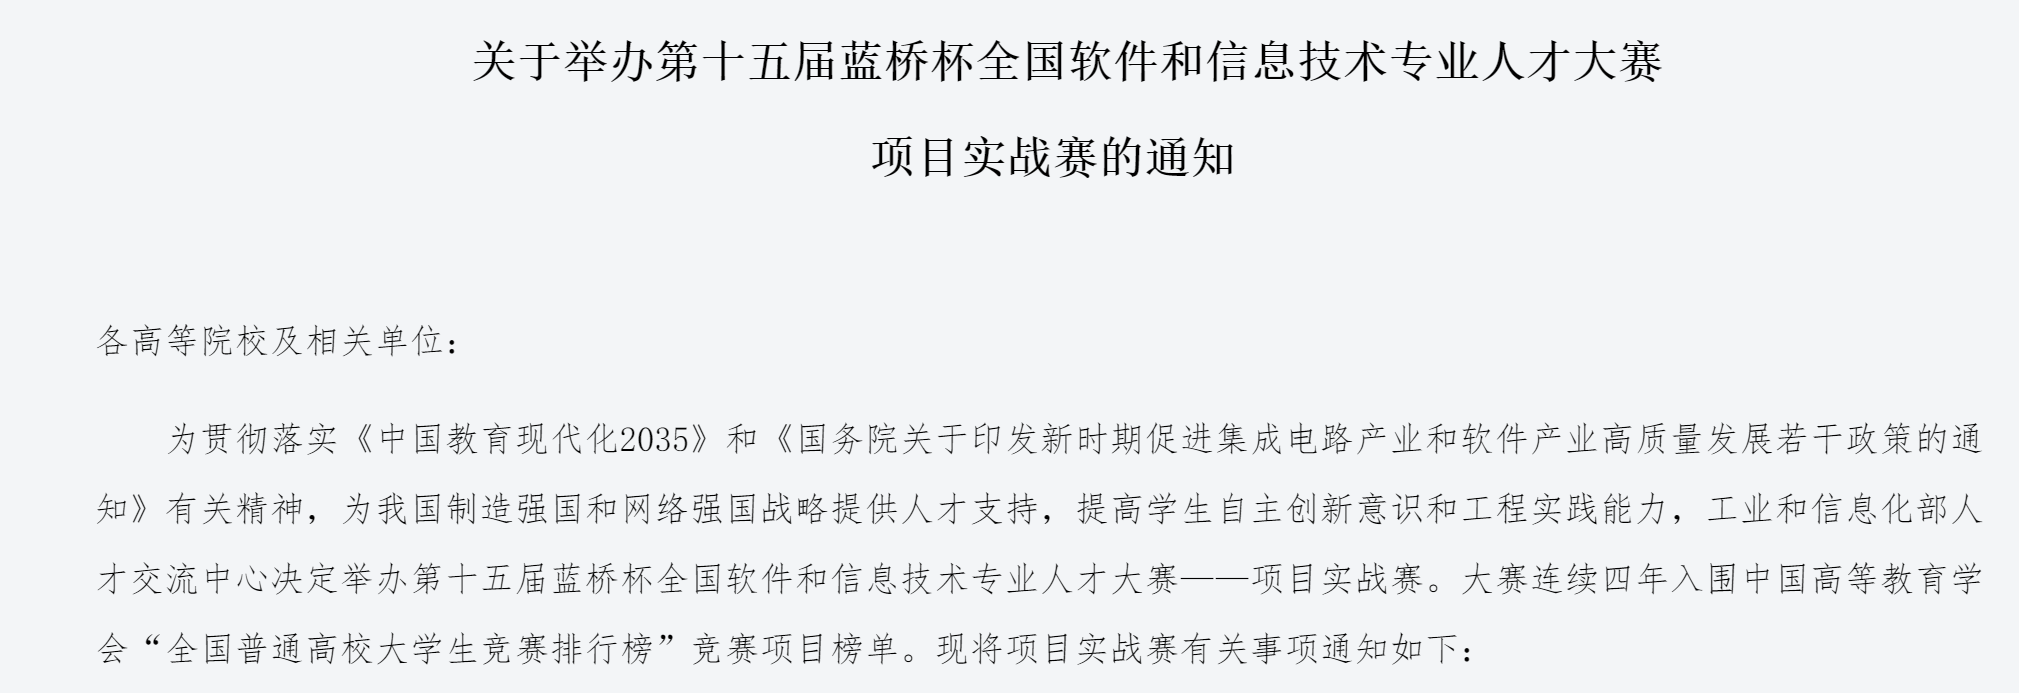 关于举办第十五届蓝桥杯全国软件和信息技术专业人才大赛
项目实战赛的通知
各高等院校及相关单位：
为贯彻落实《中国教育现代化2035》和《国务院关于印发新时期促进集成电路产业和软件产业高质量发展若干政策的通
知》有关精神，为我国制造强国和网络强国战略提供人才支持，提高学生自主创新意识和工程实践能力，工业和信息化部人
才交流中心决定举办第十五届蓝桥杯全国软件和信息技术专业人才大赛——项目实战赛。大赛连续四年入围中国高等教育学
会“全国普通高校大学生竞赛排行榜”竞赛项目榜单。现将项目实战赛有关事项通知如下：